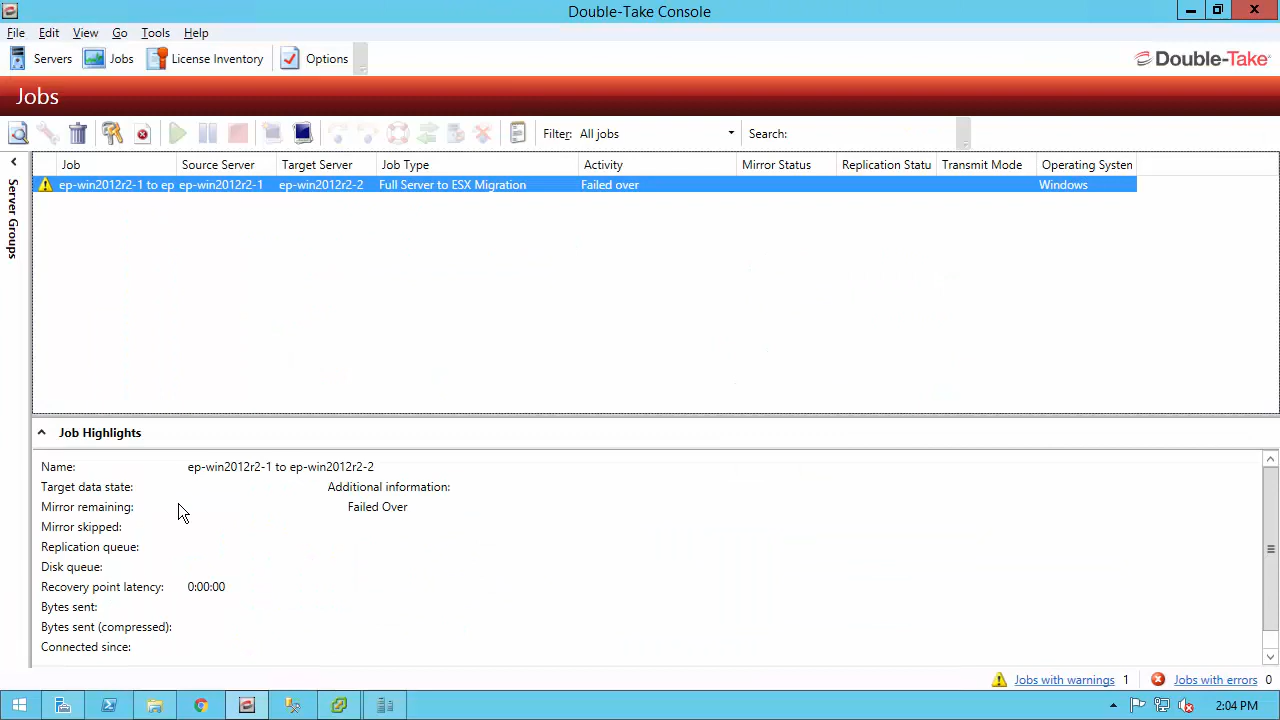 Double-Take Console
File Edit View Go Tools Help
Servers Jobs License Inventory Options Double-Take
Jobs
Filter: All jobs Search:
Job Source Server Target Server Job Type Activity Mirror Status Replication Statu Transmit Mode Operating System
ep-win2012r2-1 to ep ep-win2012r2-1 ep-win2012r2-2 Full Server to ESX Migration Failed over Windows
Server Groups
Job Highlights
Name: ep-win2012r2-1 to ep-win2012r2-2
Target data state: Additional information:
Mirror remaining: Failed Over
Mirror skipped:
Replication queue:
Disk queue:
Recovery point latency: 0:00:00
Bytes sent:
Bytes sent (compressed):
Connected since:
Jobs with warnings 1 Jobs with errors 0
2:04 PM